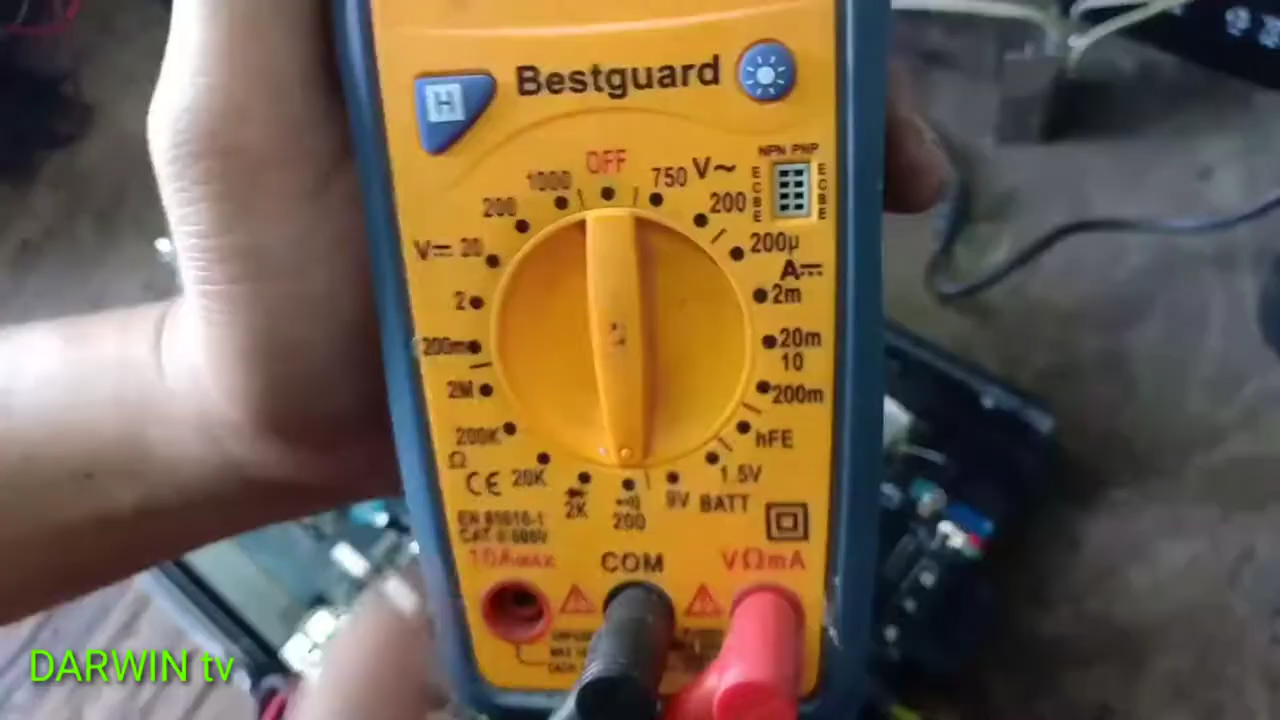 Bestguard
H
OFF
1000
750 V~
NPN PNP
200
200
E
C
B
E
E
C
B
E
V⎓ 20
200µ
A⎓
2
2m
200m
20m
10
2M
200m
200K
hFE
Ω
20K
1.5V
CE
2K
200
9V BATT
10Amax
COM
VΩmA
DARWIN tv